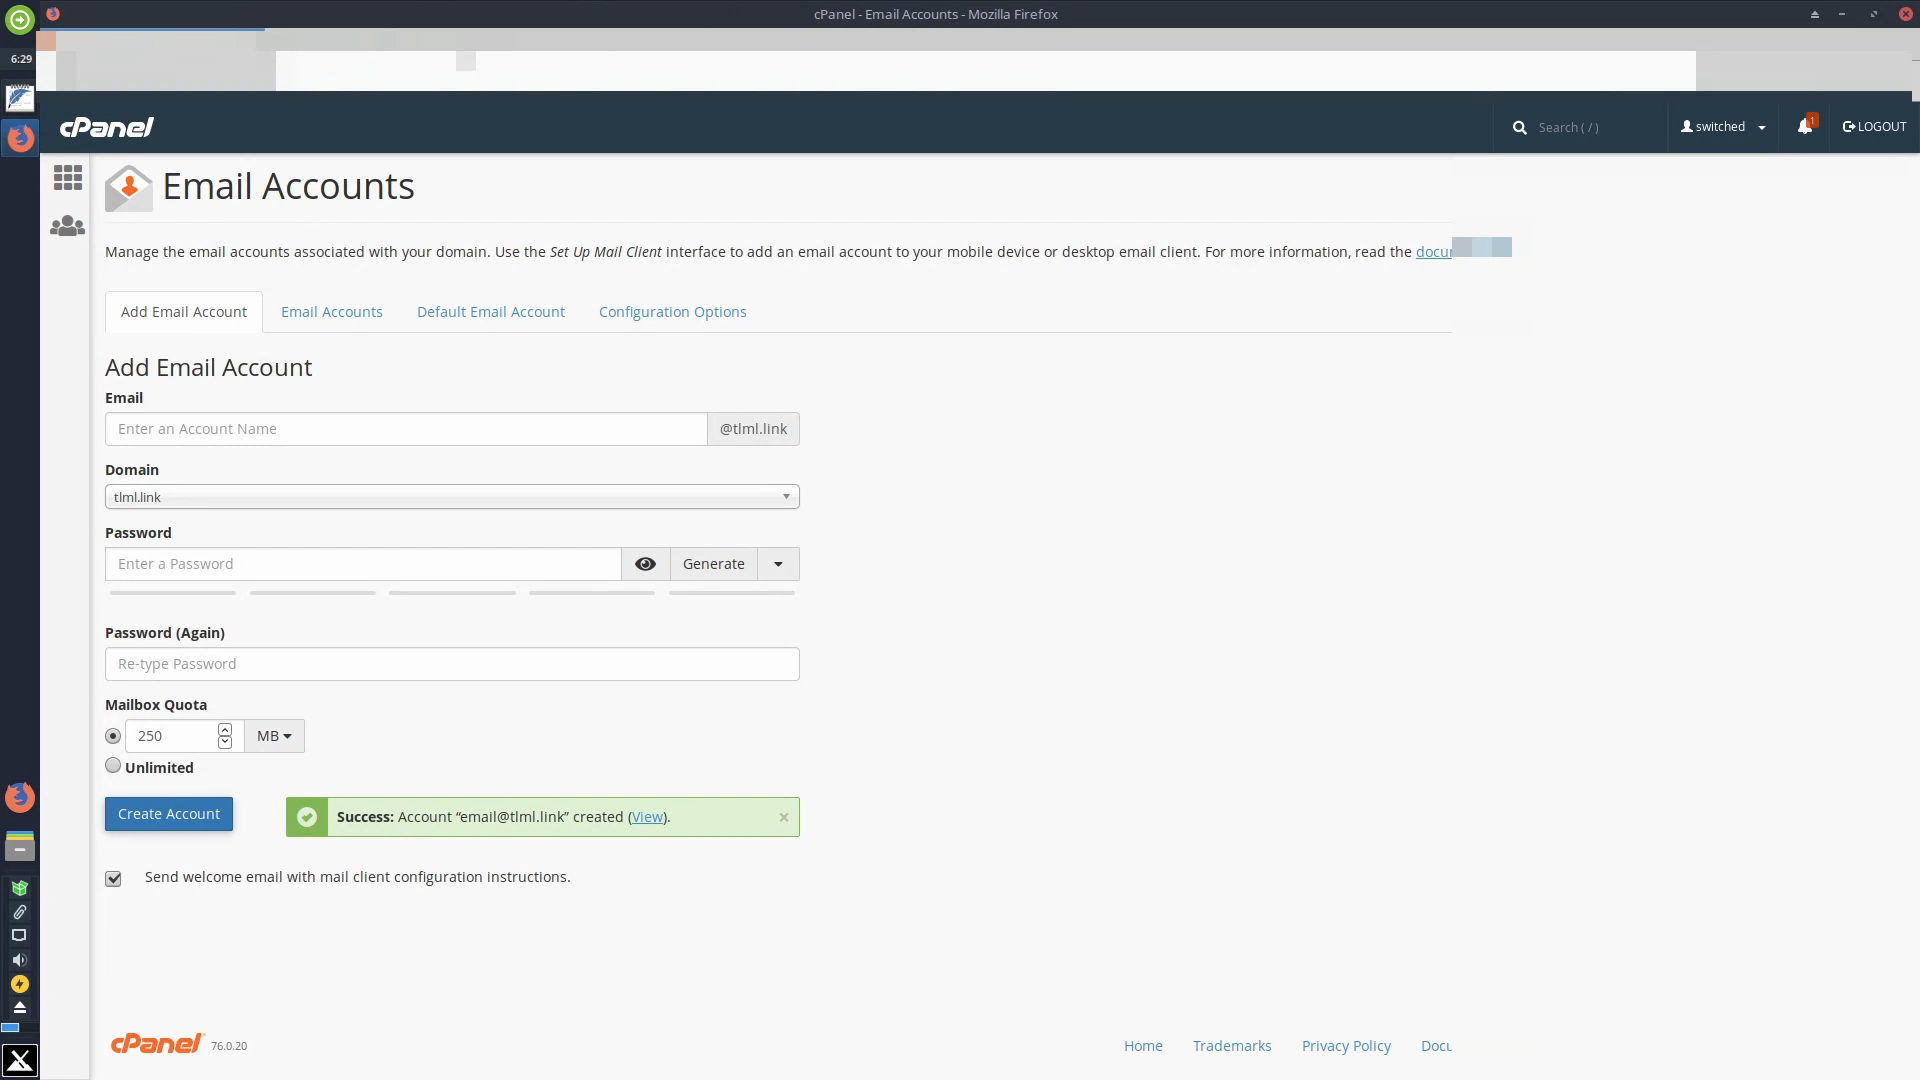 cPanel - Email Accounts - Mozilla Firefox
6:29
cPanel
Search ( / )
switched
1
LOGOUT
Email Accounts
Manage the email accounts associated with your domain. Use the Set Up Mail Client interface to add an email account to your mobile device or desktop email client. For more information, read the
Add Email Account
Email Accounts
Default Email Account
Configuration Options
Add Email Account
Email
Enter an Account Name
@tlml.link
Domain
tlml.link
Password
Enter a Password
Generate
Password (Again)
Re-type Password
Mailbox Quota
250
MB
Unlimited
Create Account
Success: Account “email@tlml.link” created (View).
×
Send welcome email with mail client configuration instructions.
cPanel 76.0.20
Home
Trademarks
Privacy Policy